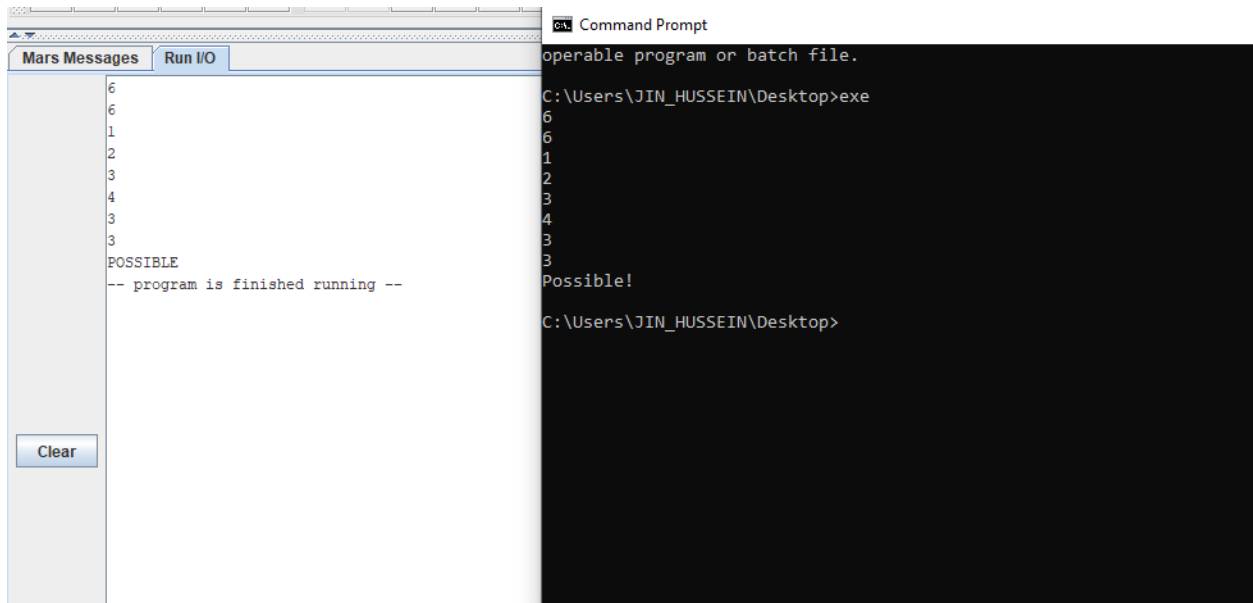 Mars Messages
Run I/O
6
6
1
2
3
4
3
3
POSSIBLE
-- program is finished running --
Clear
Command Prompt
operable program or batch file.
C:\Users\JIN_HUSSEIN\Desktop>exe
6
6
1
2
3
4
3
3
Possible!
C:\Users\JIN_HUSSEIN\Desktop>